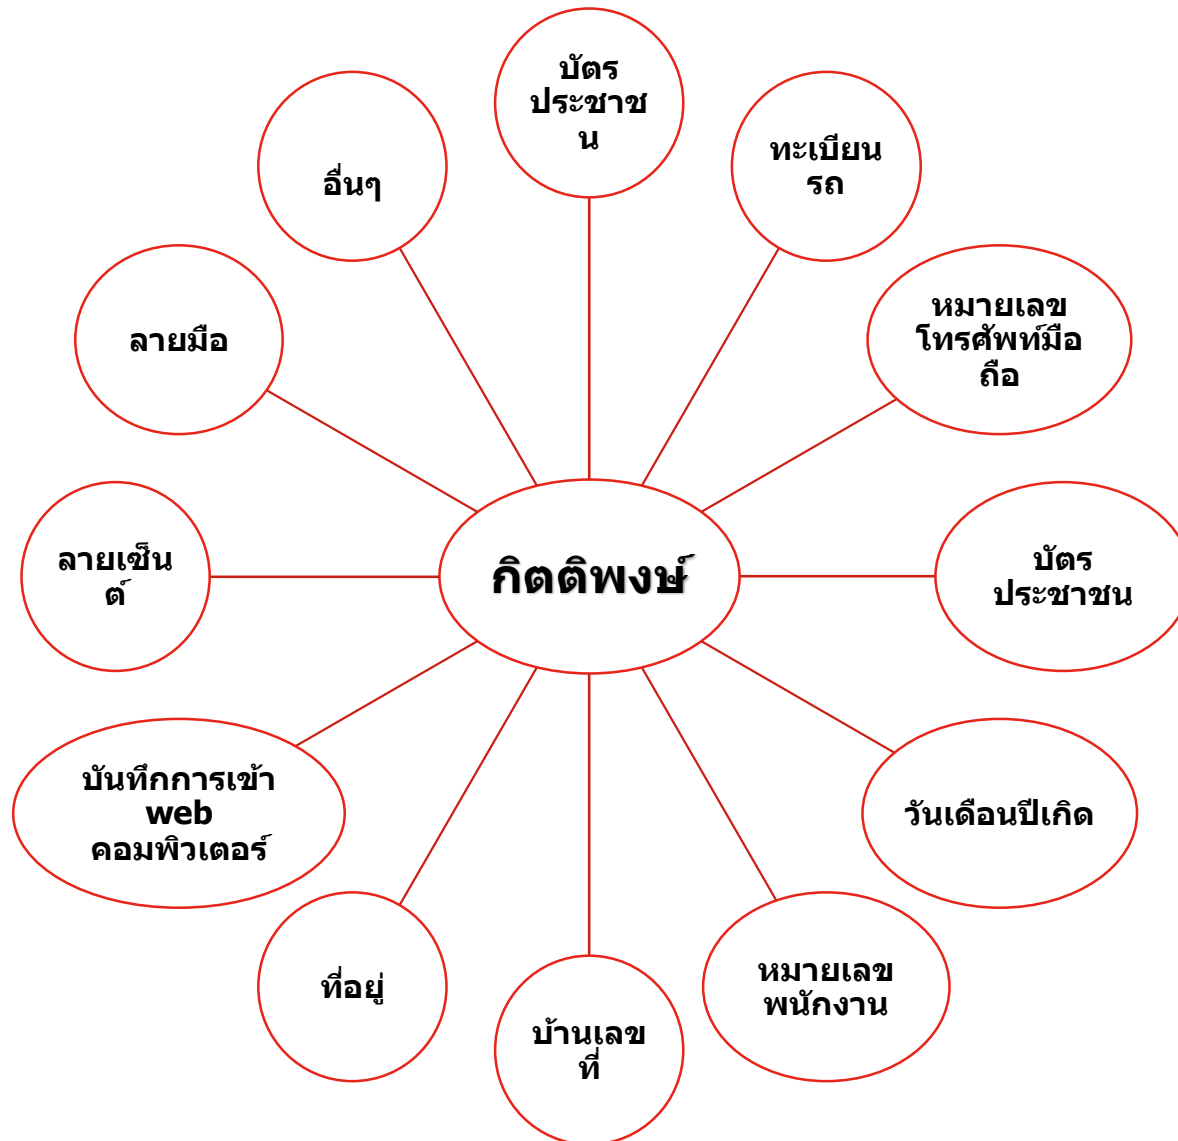 บัตร
ประชาช
น
ทะเบียน
รถ
หมายเลข
โทรศัพท์มือ
ถือ
บัตร
ประชาชน
วันเดือนปีเกิด
หมายเลข
พนักงาน
บ้านเลข
ที่
ที่อยู่
บันทึกการเข้า
web
คอมพิวเตอร์
ลายเซ็น
ต์
ลายมือ
อื่นๆ
กิตติพงษ์